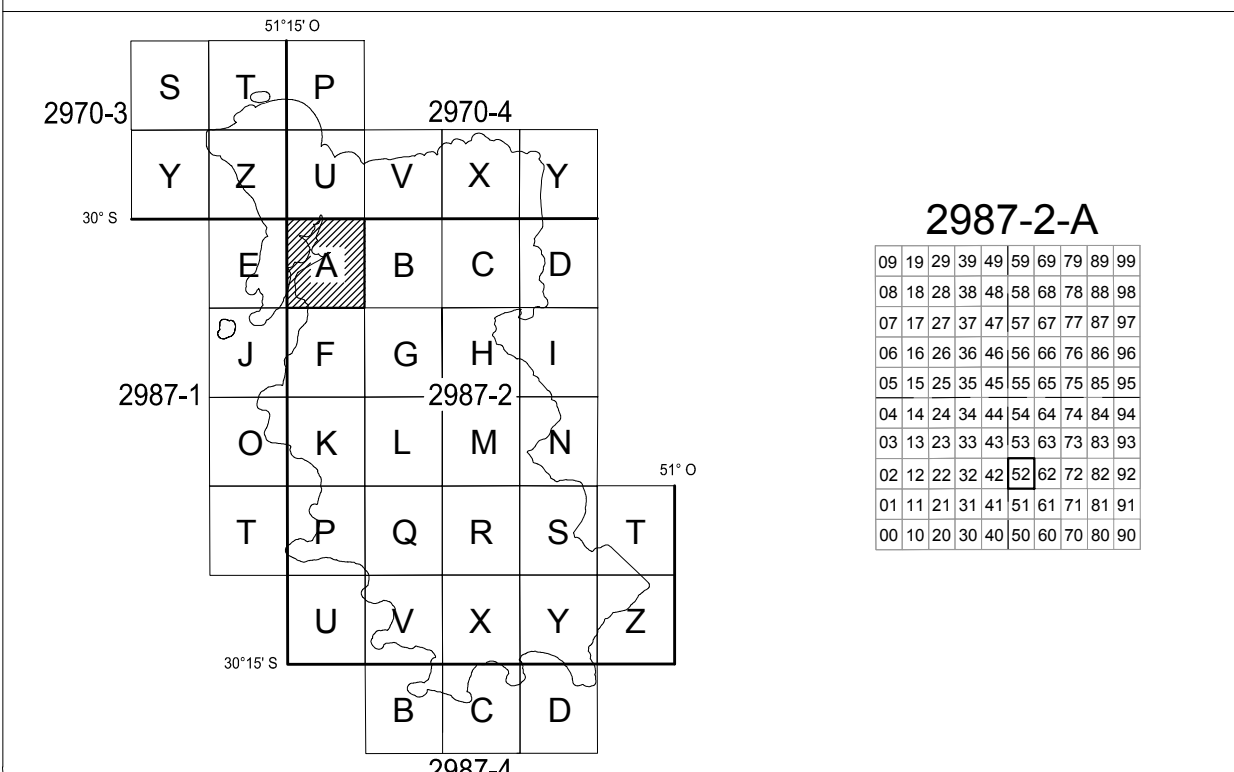 51°15' O
S T P
2970-3
2970-4
Y Z U V X Y
30° S
E A B C D
J F G H I
2987-1
2987-2
O K L M N
51° O
T P Q R S T
U V X Y Z
30°15' S
B C D
2987-4
2987-2-A
09 19 29 39 49 59 69 79 89 99
08 18 28 38 48 58 68 78 88 98
07 17 27 37 47 57 67 77 87 97
06 16 26 36 46 56 66 76 86 96
05 15 25 35 45 55 65 75 85 95
04 14 24 34 44 54 64 74 84 94
03 13 23 33 43 53 63 73 83 93
02 12 22 32 42 52 62 72 82 92
01 11 21 31 41 51 61 71 81 91
00 10 20 30 40 50 60 70 80 90